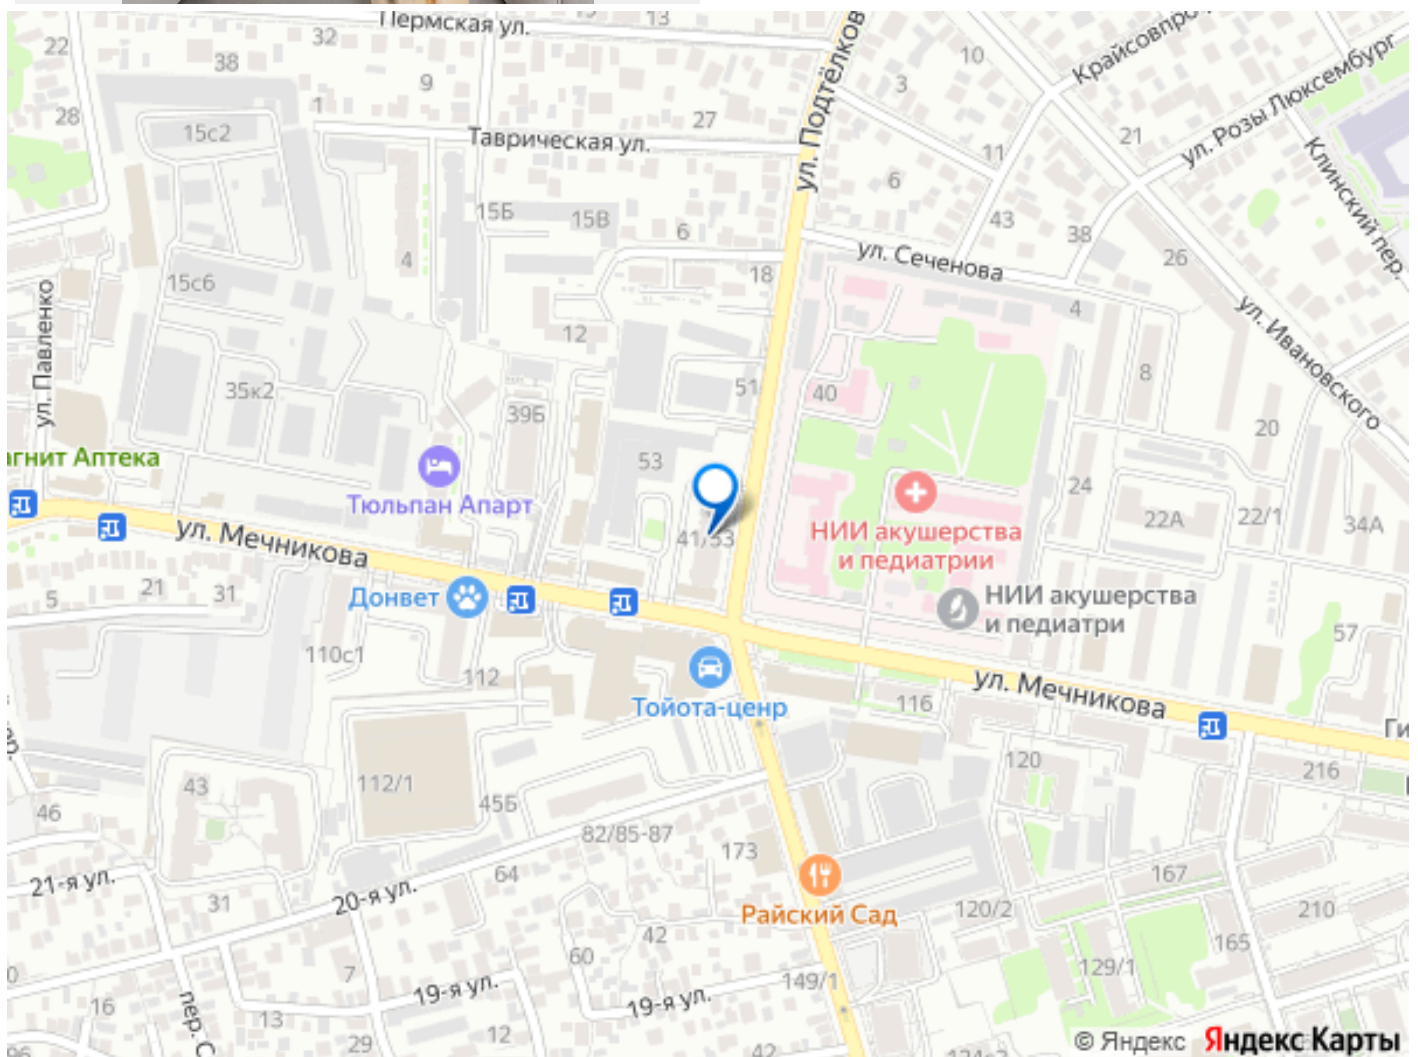 Пермская ул.
13
22
32
38
9
10
Крайсовпро
3
28
15с2
1
27
Таврическая ул.
ул. Подтёлков
21
11
ул. Розы Люксембург
Клинский пер.
6
15Б
15В
6
43
38
4
18
ул. Сеченова
26
15с6
4
ул. Ивановского
ул. Павленко
12
8
35к2
51
40
39Б
20
агнит Аптека
53
Тюльпан Апарт
24
22А
22/1
34А
ул. Мечникова
41/53
НИИ акушерства
и педиатрии
Донвет
НИИ акушерства
и педиатри
5
21
31
57
110с1
112
Тойота-ценр
116
ул. Мечникова
Ги
120
216
43
112/1
45Б
46
82/85-87
173
21-я ул.
64
20-я ул.
167
31
Райский Сад
120/2
210
42
165
60
7
129/1
149/1
19-я ул.
19-я ул.
16
пер. С
13
12
29
42
© Яндекс Яндекс Карты